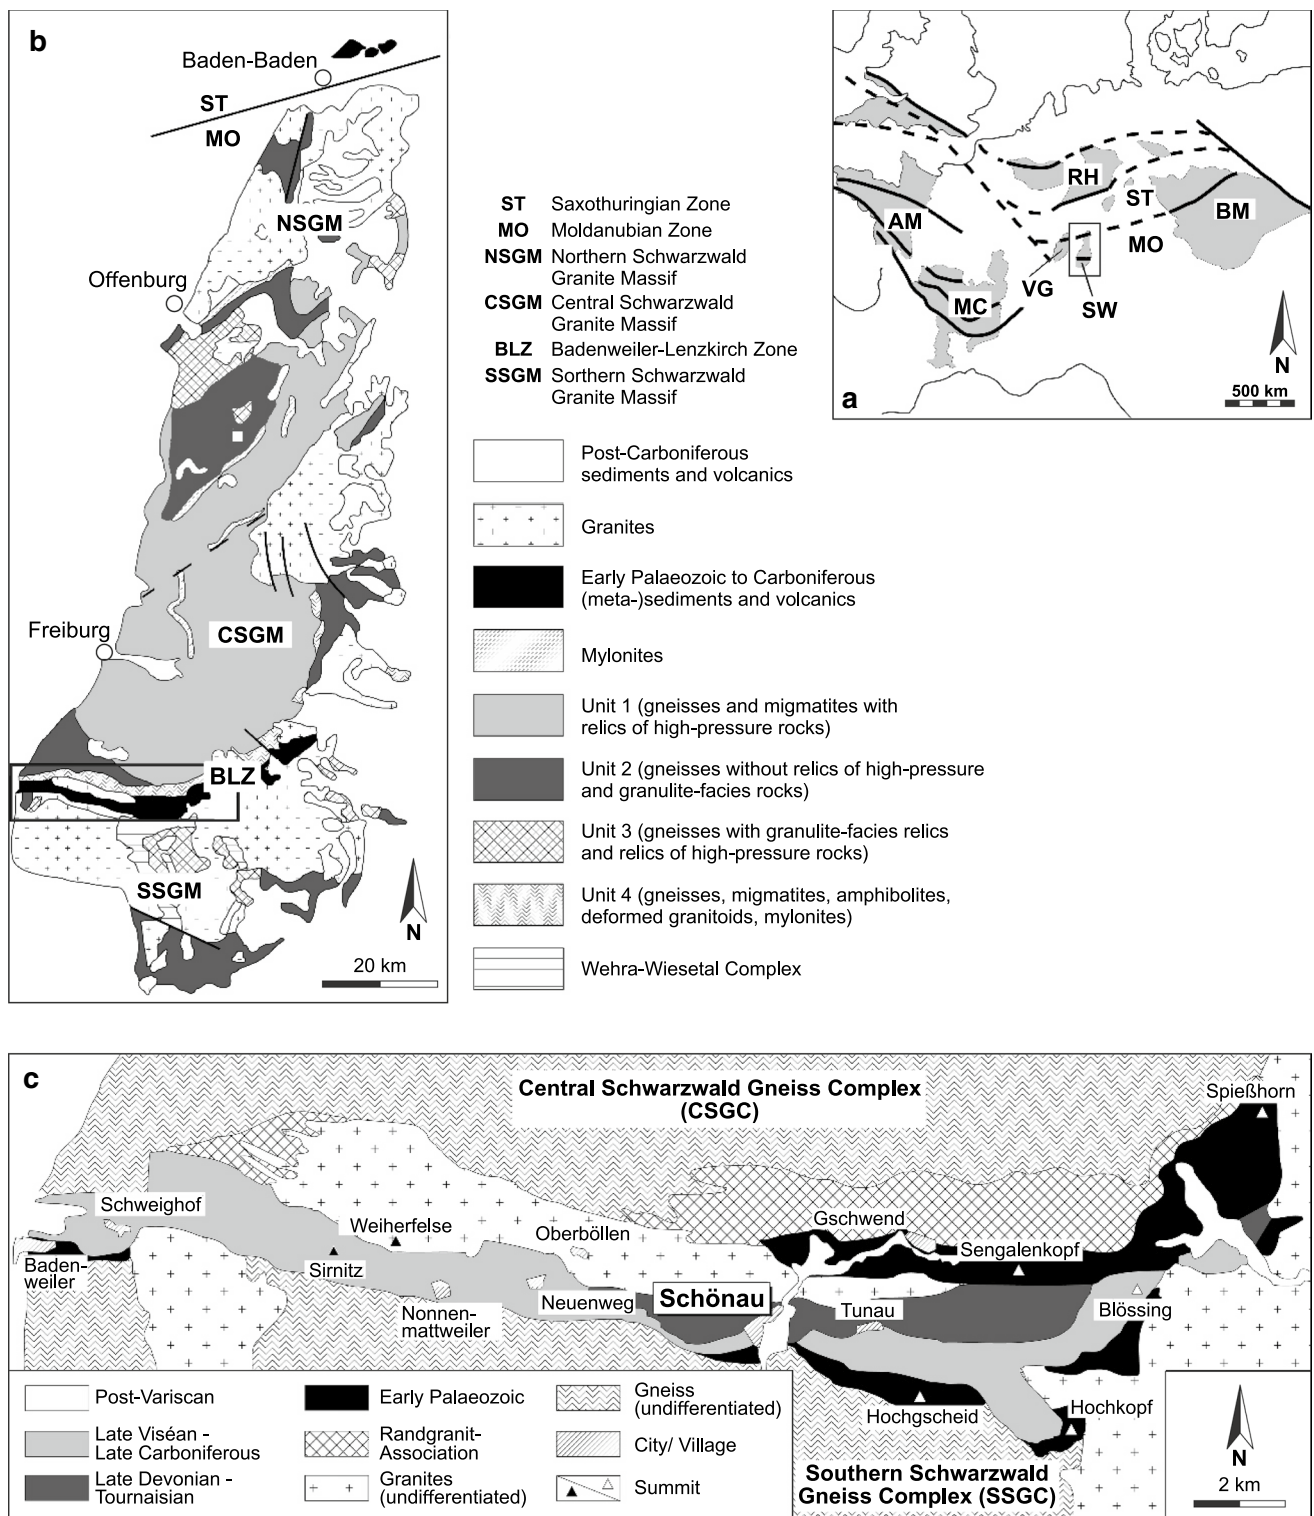 b
Baden-Baden
ST
MO
NSGM
Offenburg
Freiburg
CSGM
BLZ
SSGM
N
20 km
ST Saxothuringian Zone
MO Moldanubian Zone
NSGM Northern Schwarzwald
Granite Massif
CSGM Central Schwarzwald
Granite Massif
BLZ Badenweiler-Lenzkirch Zone
SSGM Sorthern Schwarzwald
Granite Massif
RH
ST
BM
AM
MO
VG
MC
SW
N
a
500 km
Post-Carboniferous
sediments and volcanics
Granites
Early Palaeozoic to Carboniferous
(meta-)sediments and volcanics
Mylonites
Unit 1 (gneisses and migmatites with
relics of high-pressure rocks)
Unit 2 (gneisses without relics of high-pressure
and granulite-facies rocks)
Unit 3 (gneisses with granulite-facies relics
and relics of high-pressure rocks)
Unit 4 (gneisses, migmatites, amphibolites,
deformed granitoids, mylonites)
Wehra-Wiesetal Complex
c
Central Schwarzwald Gneiss Complex
(CSGC)
Spießhorn
Schweighof
Weiherfelse
Oberböllen
Gschwend
Sengalenkopf
Baden-
weiler
Sirnitz
Nonnen-
mattweiler
Neuenweg
Schönau
Tunau
Blössing
Hochgscheid
Hochkopf
Southern Schwarzwald
Gneiss Complex (SSGC)
N
2 km
Post-Variscan
Late Viséan -
Late Carboniferous
Late Devonian -
Tournaisian
Early Palaeozoic
Randgranit-
Association
Granites
(undifferentiated)
Gneiss
(undifferentiated)
City/ Village
Summit